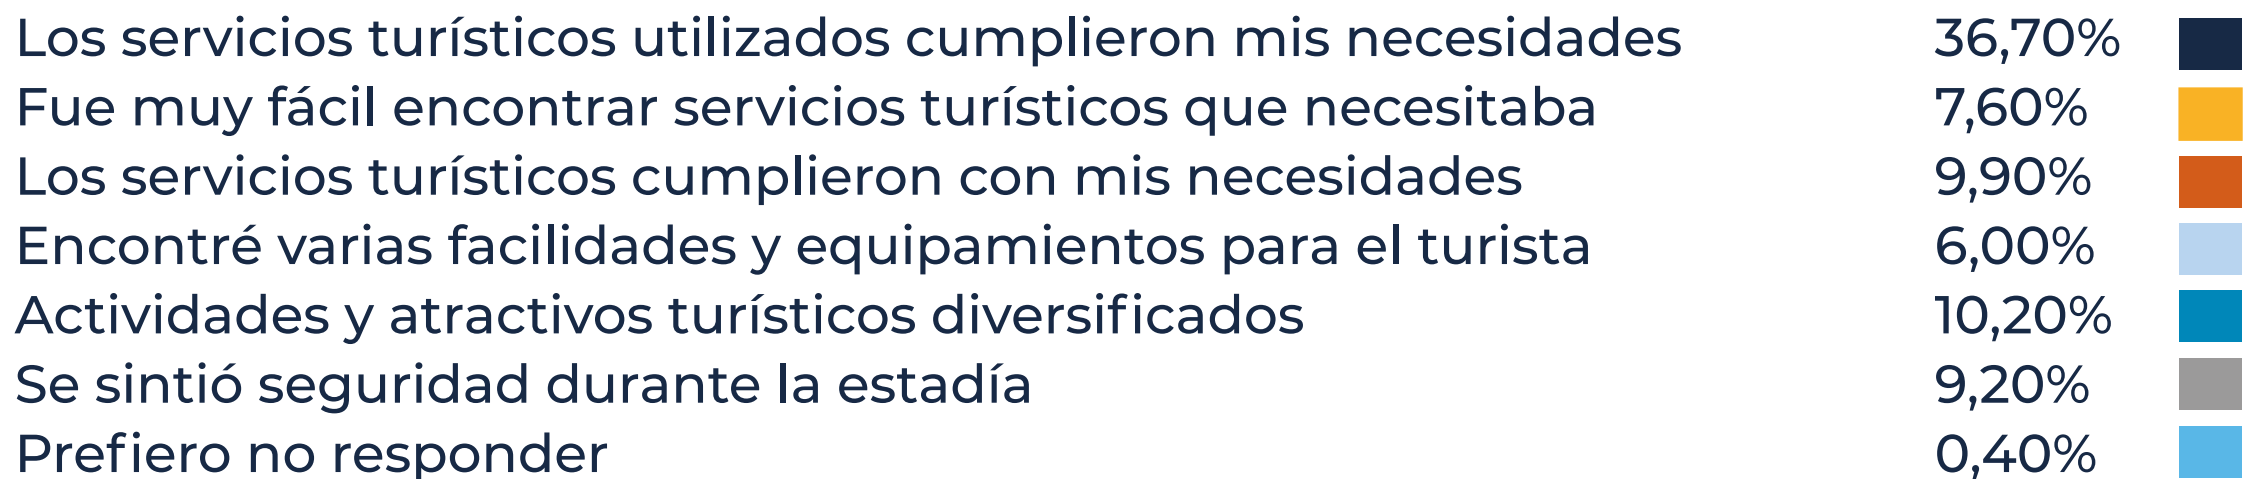 Los servicios turísticos utilizados cumplieron mis necesidades 36,70%
Fue muy fácil encontrar servicios turísticos que necesitaba 7,60%
Los servicios turísticos cumplieron con mis necesidades 9,90%
Encontré varias facilidades y equipamientos para el turista 6,00%
Actividades y atractivos turísticos diversificados 10,20%
Se sintió seguridad durante la estadía 9,20%
Prefiero no responder 0,40%